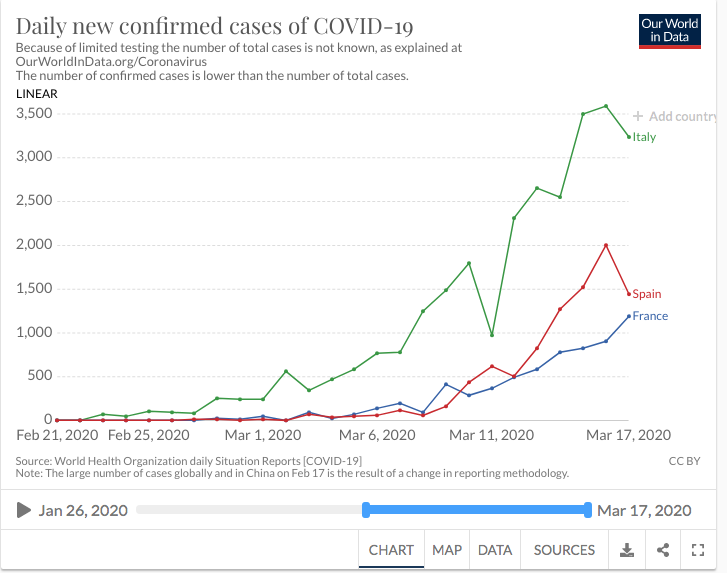 Daily new confirmed cases of COVID-19
Our World
in Data
Because of limited testing the number of total cases is not known, as explained at
OurWorldInData.org/Coronavirus
The number of confirmed cases is lower than the number of total cases.
LINEAR
3,500
+ Add country
Italy
3,000
2,500
2,000
1,500
Spain
France
1,000
500
0
Feb 21, 2020 Feb 25, 2020 Mar 1, 2020 Mar 6, 2020 Mar 11, 2020 Mar 17, 2020
Source: World Health Organization daily Situation Reports [COVID-19]
CC BY
Note: The large number of cases globally and in China on Feb 17 is the result of a change in reporting methodology.
Jan 26, 2020 Mar 17, 2020
CHART MAP DATA SOURCES